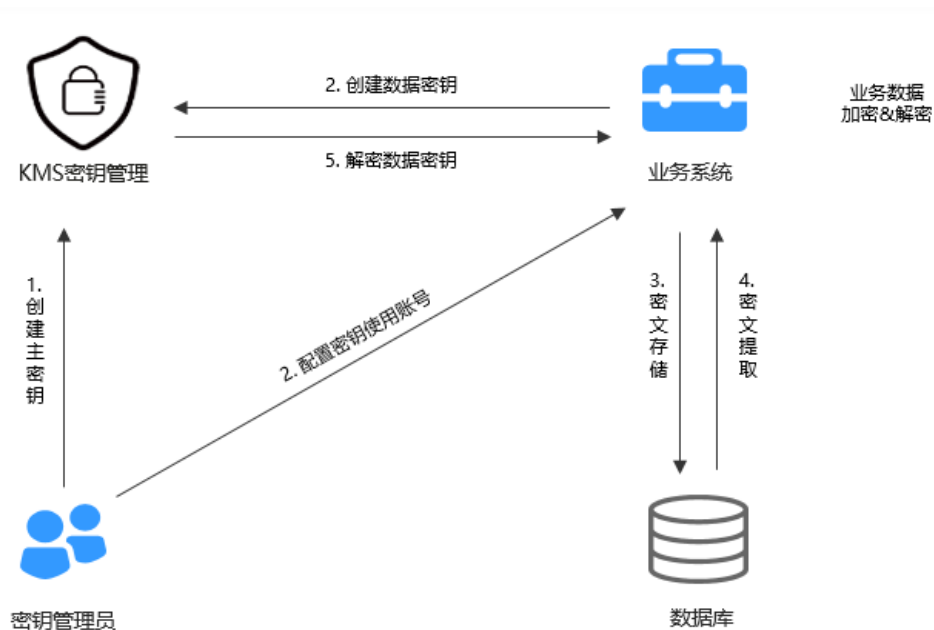 2. 创建数据密钥
业务数据
加密&解密
5. 解密数据密钥
KMS密钥管理
业务系统
1.
创
建
主
密
钥
2. 配置密钥使用账号
3.
密
文
存
储
4.
密
文
提
取
密钥管理员
数据库